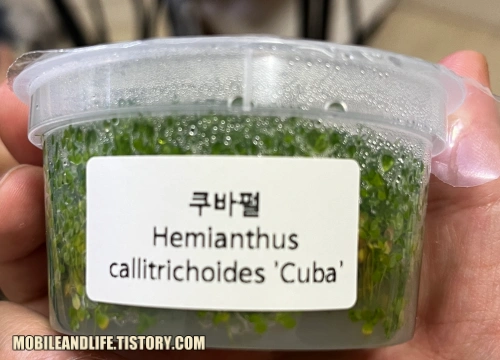 쿠바펄
Hemianthus
callitrichoides 'Cuba'
MOBILEANDLIFE.TISTORY.COM